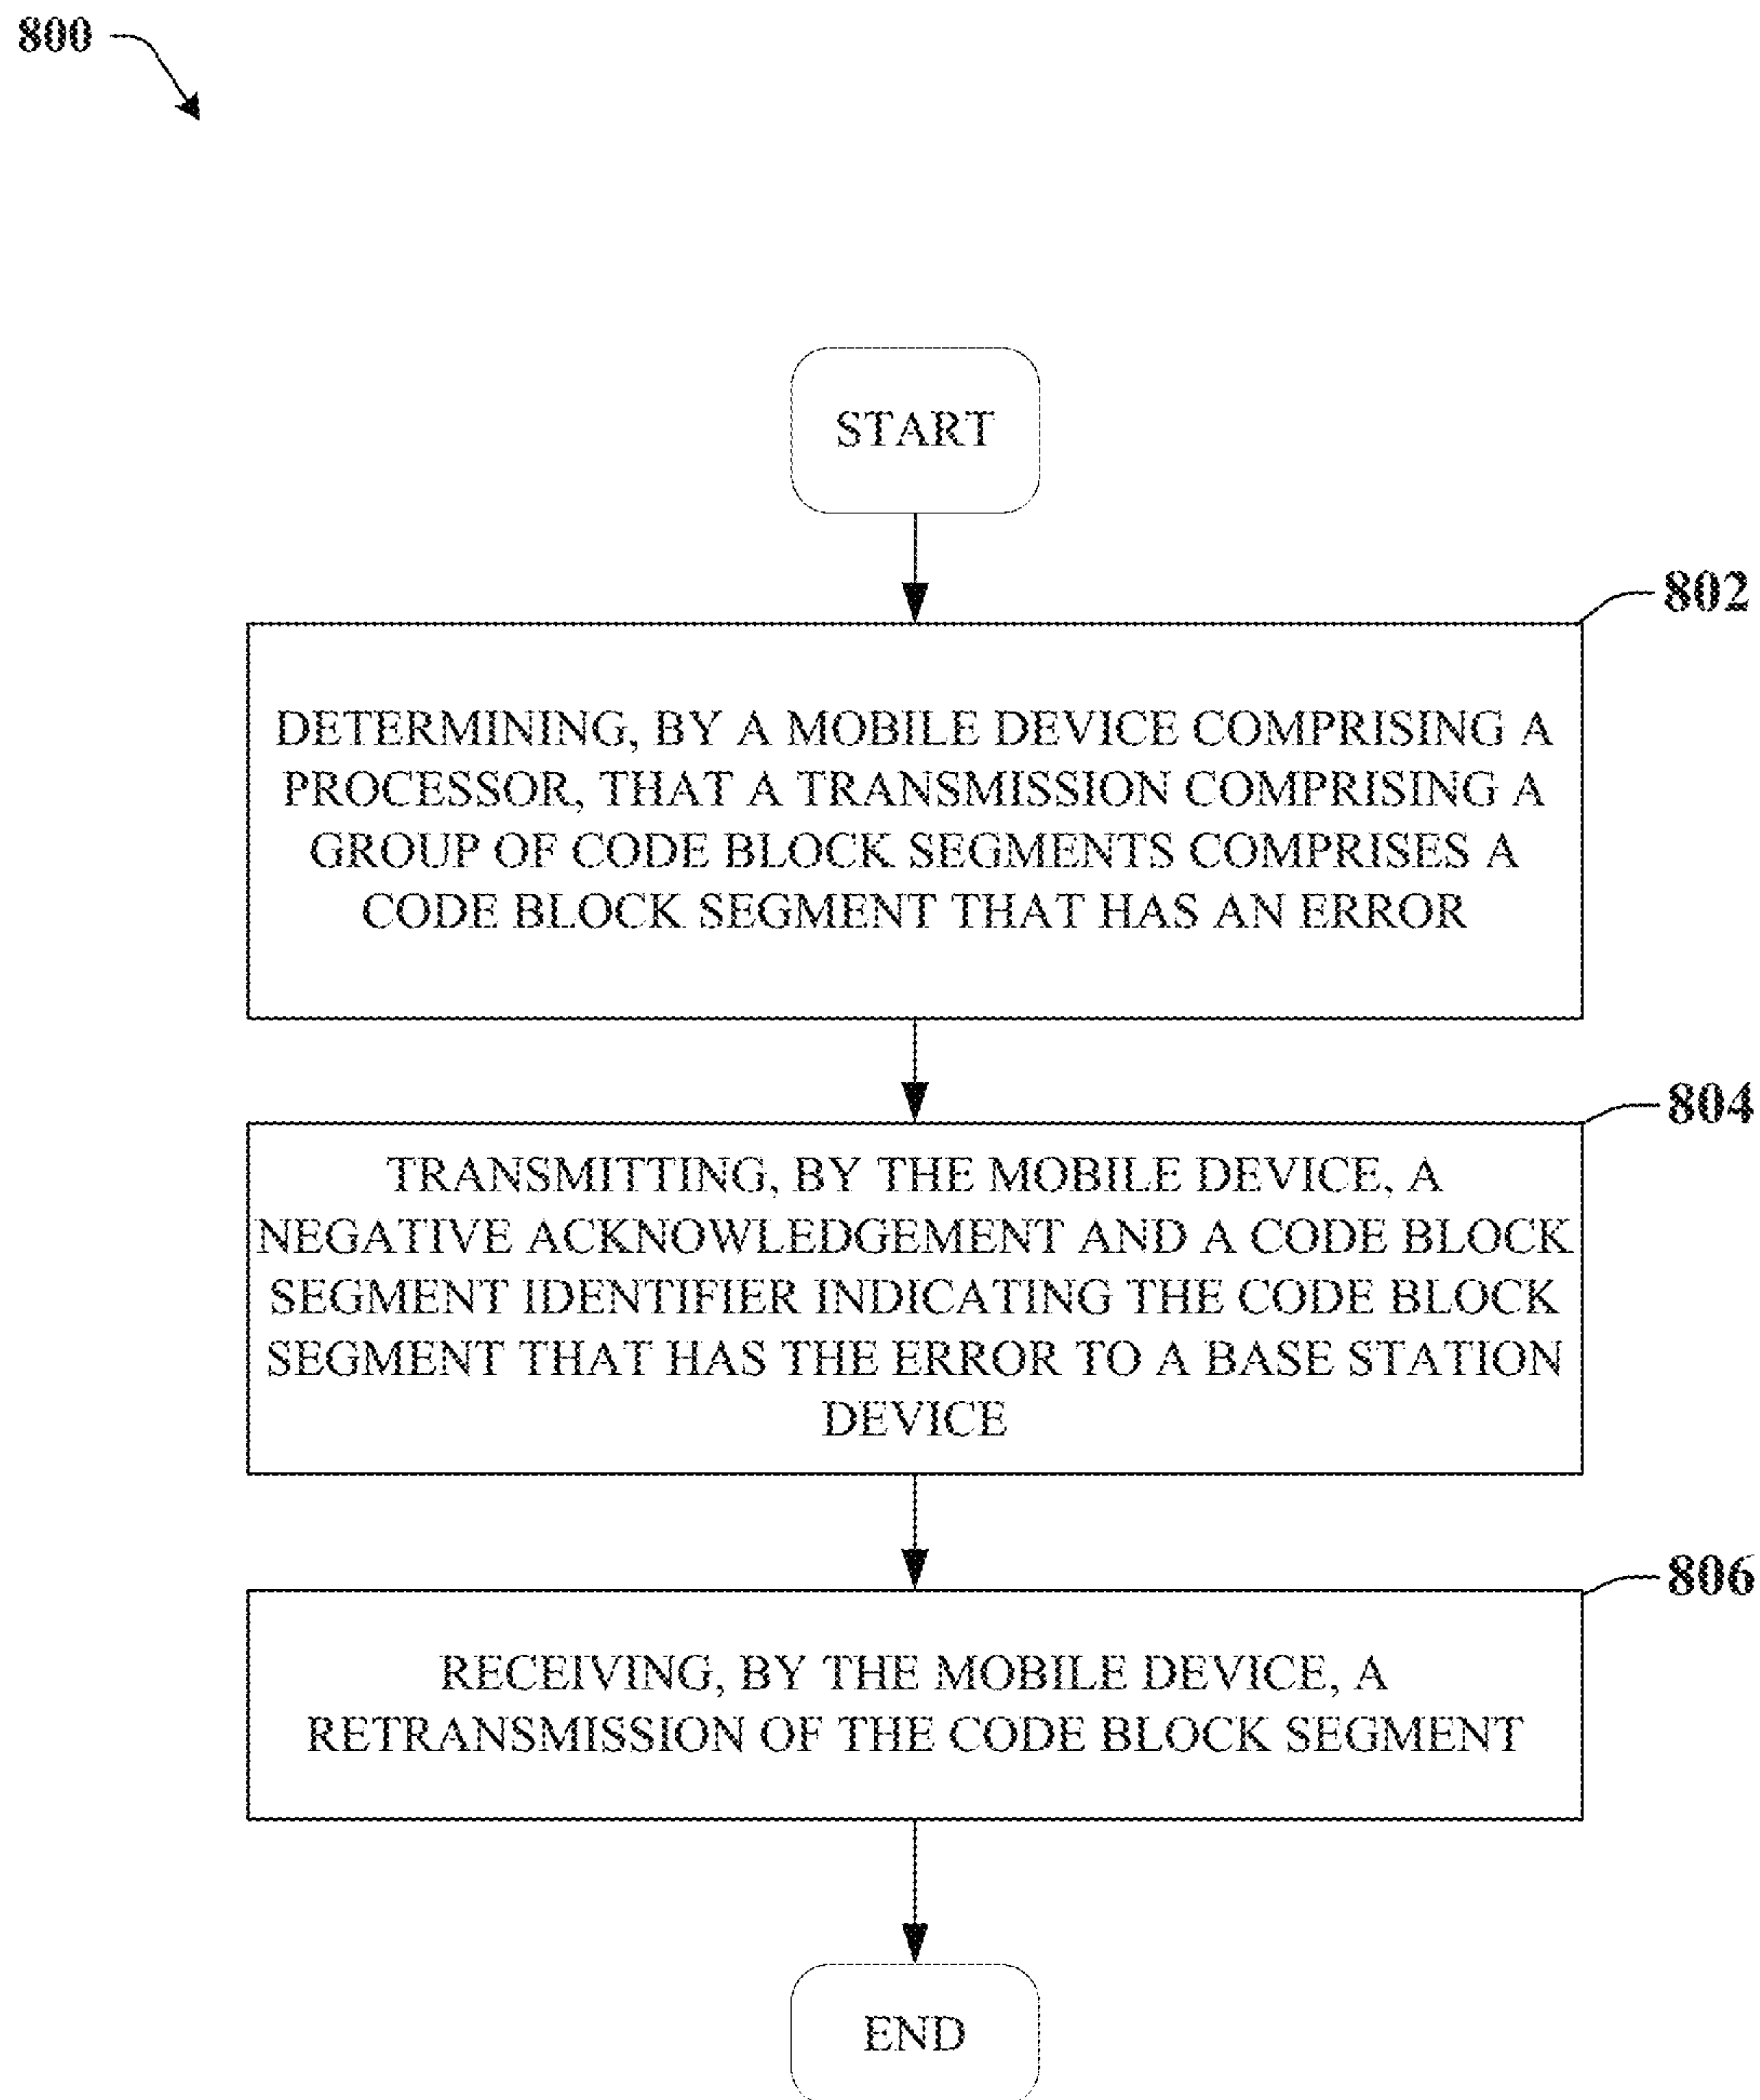 800
START
802
DETERMINING, BY A MOBILE DEVICE COMPRISING A
PROCESSOR, THAT A TRANSMISSION COMPRISING A
GROUP OF CODE BLOCK SEGMENTS COMPRISES A
CODE BLOCK SEGMENT THAT HAS AN ERROR
804
TRANSMITTING, BY THE MOBILE DEVICE, A
NEGATIVE ACKNOWLEDGEMENT AND A CODE BLOCK
SEGMENT IDENTIFIER INDICATING THE CODE BLOCK
SEGMENT THAT HAS THE ERROR TO A BASE STATION
DEVICE
806
RECEIVING, BY THE MOBILE DEVICE, A
RETRANSMISSION OF THE CODE BLOCK SEGMENT
END